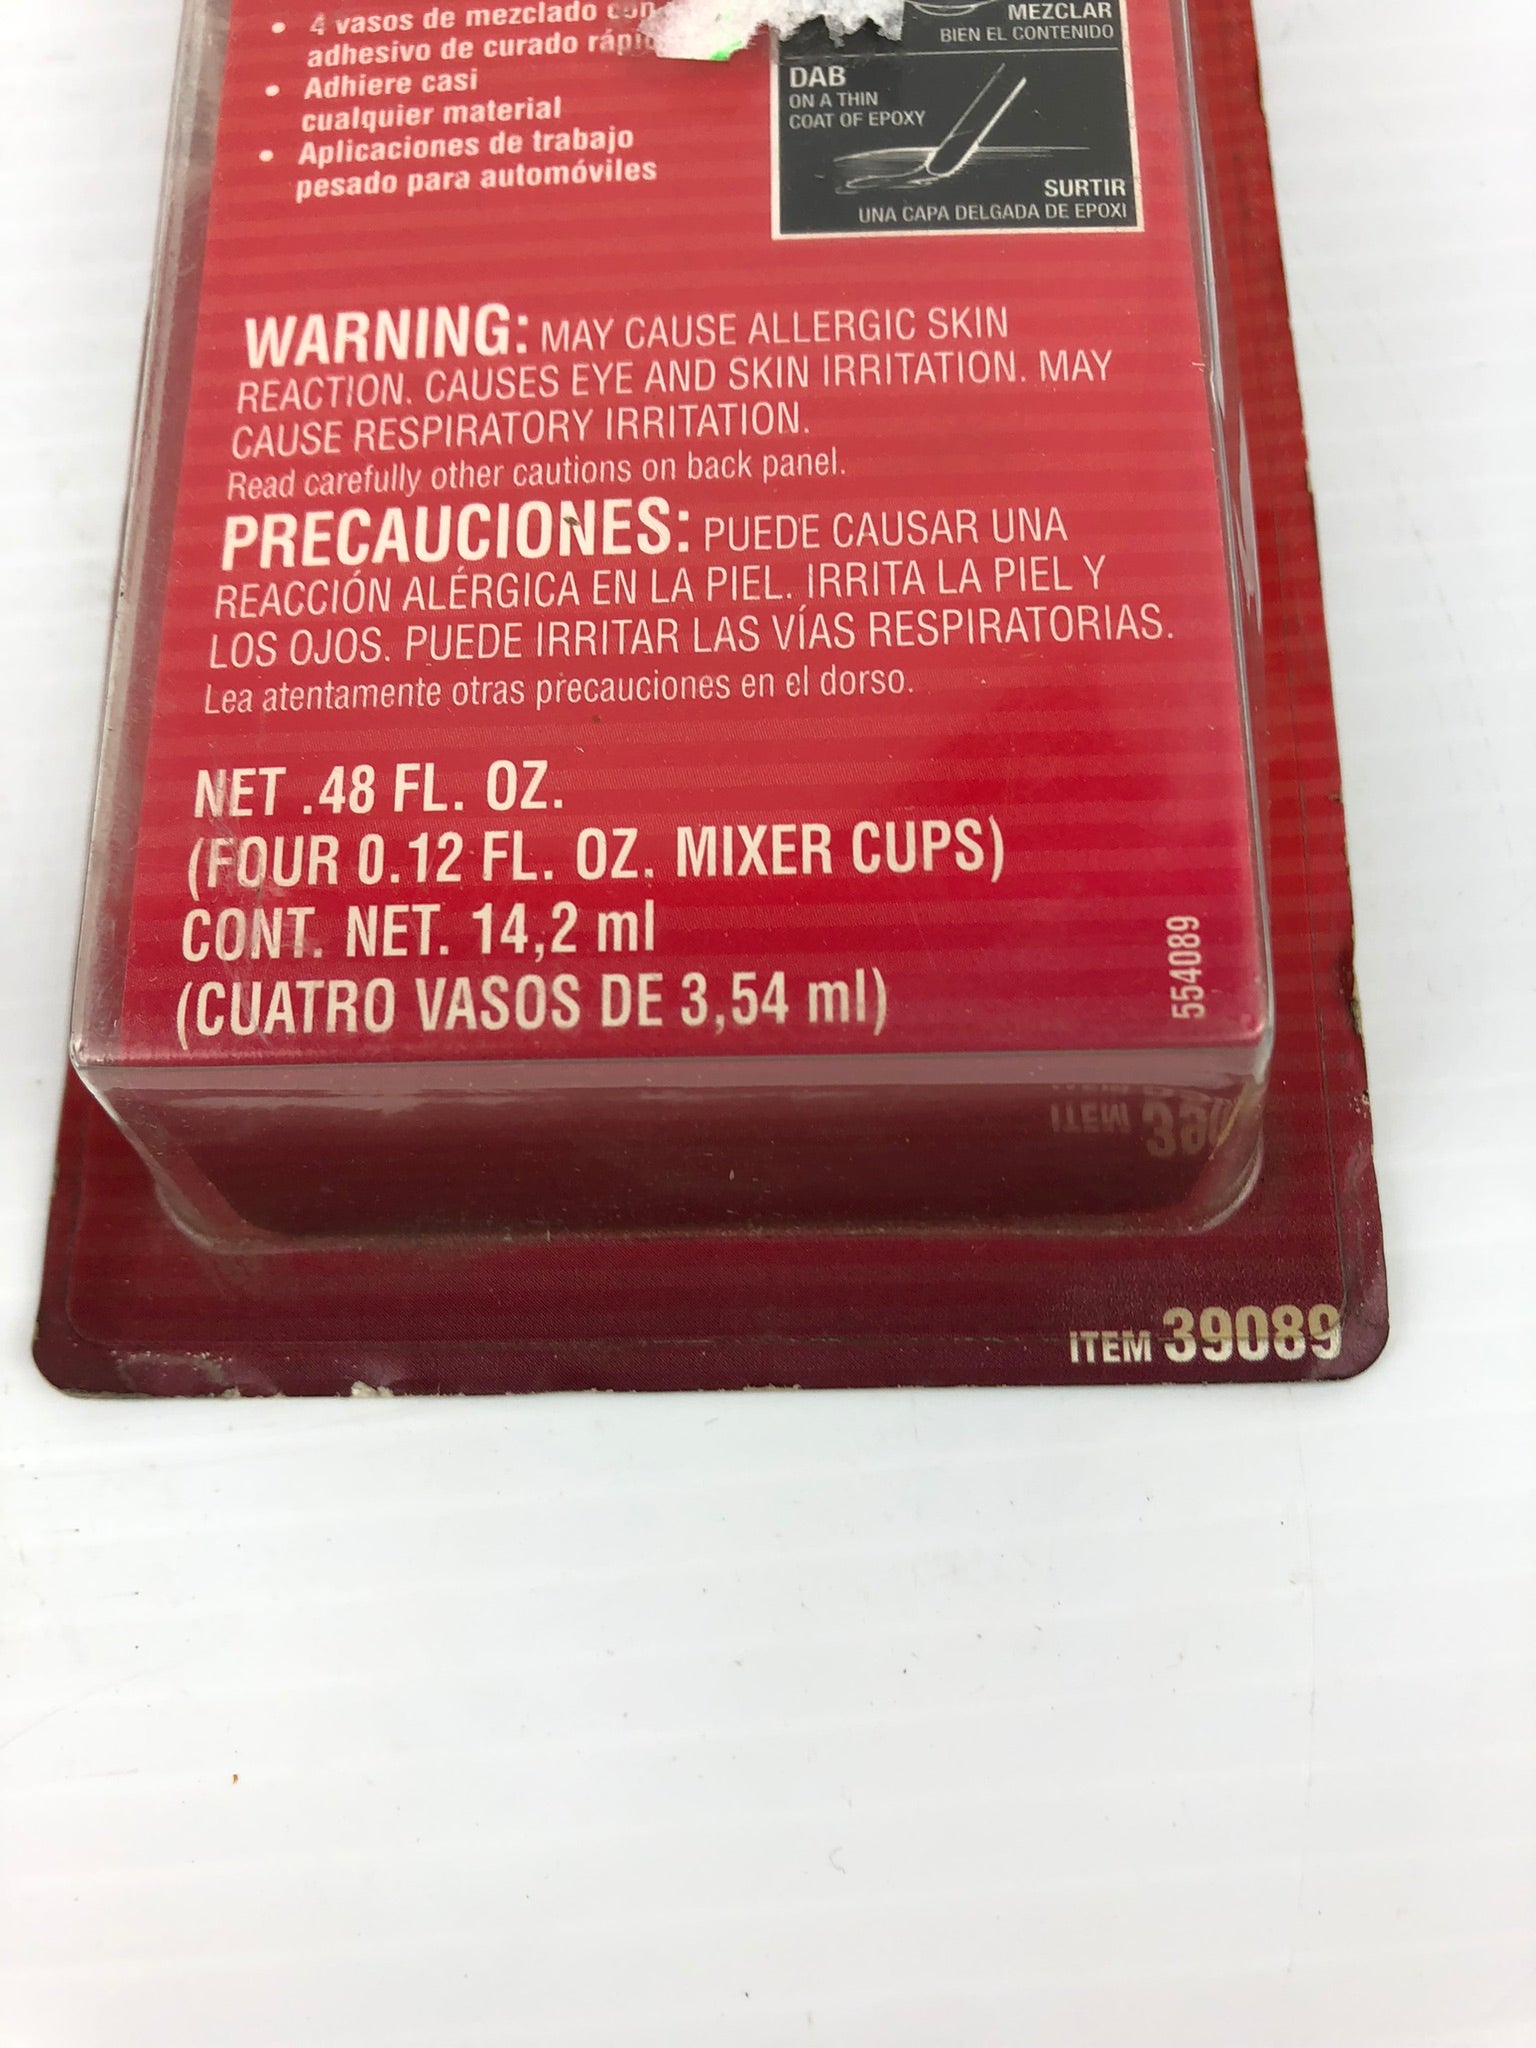 • 4 vasos de mezclado con
adhesivo de curado
• Adhiere casi
cualquier material
• Aplicaciones de trabajo
pesado para automóviles
MEZCLAR
BIEN EL CONTENIDO
DAB
ON A THIN
COAT OF EPOXY
SURTIR
UNA CAPA DELGADA DE EPOXI
WARNING: MAY CAUSE ALLERGIC SKIN
REACTION. CAUSES EYE AND SKIN IRRITATION. MAY
CAUSE RESPIRATORY IRRITATION.
Read carefully other cautions on back panel.
PRECAUCIONES: PUEDE CAUSAR UNA
REACCIÓN ALÉRGICA EN LA PIEL. IRRITA LA PIEL Y
LOS OJOS. PUEDE IRRITAR LAS VÍAS RESPIRATORIAS.
Lea atentamente otras precauciones en el dorso.
NET .48 FL. OZ.
(FOUR 0.12 FL. OZ. MIXER CUPS)
CONT. NET. 14,2 ml
(CUATRO VASOS DE 3,54 ml)
554089
ITEM 39089